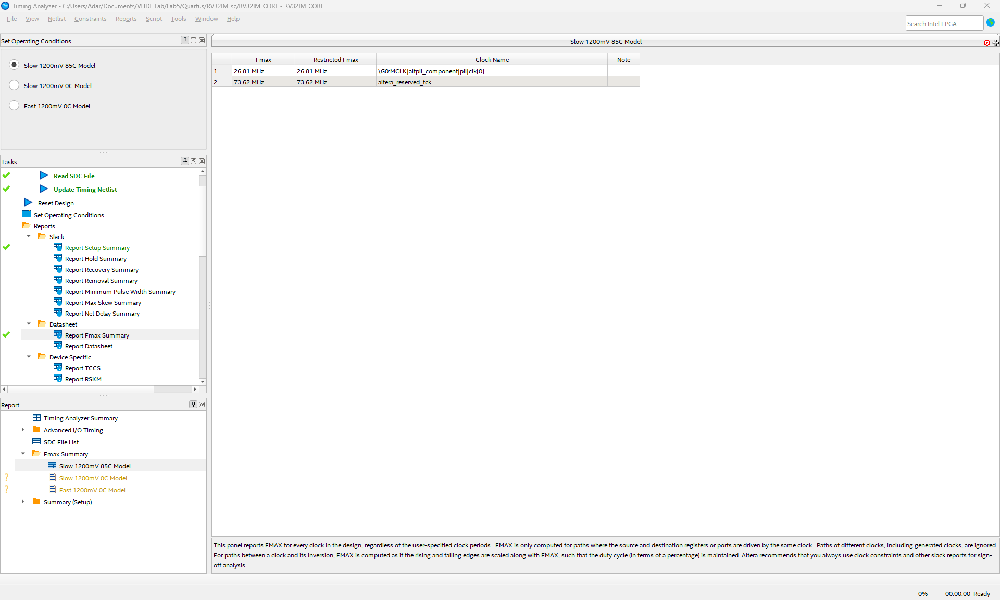 Timing Analyzer - C:/Users/Adar/Documents/VHDL Lab/Lab5/Quartus/RV32IM_sc/RV32IM_CORE - RV32IM_CORE
File View Netlist Constraints Reports Script Tools Window Help
Search Intel FPGA
Set Operating Conditions
Slow 1200mV 85C Model
Slow 1200mV 0C Model
Fast 1200mV 0C Model
Tasks
Read SDC File
Update Timing Netlist
Reset Design
Set Operating Conditions...
Reports
Slack
Report Setup Summary
Report Hold Summary
Report Recovery Summary
Report Removal Summary
Report Minimum Pulse Width Summary
Report Max Skew Summary
Report Net Delay Summary
Datasheet
Report Fmax Summary
Report Datasheet
Device Specific
Report TCCS
Report RSKM
Report
Timing Analyzer Summary
Advanced I/O Timing
SDC File List
Fmax Summary
Slow 1200mV 85C Model
? Slow 1200mV 0C Model
? Fast 1200mV 0C Model
Summary (Setup)
Slow 1200mV 85C Model
Fmax Restricted Fmax Clock Name Note
1 26.81 MHz 26.81 MHz \G0:MCLK|altpll_component|pll|clk[0]
2 73.62 MHz 73.62 MHz altera_reserved_tck
This panel reports FMAX for every clock in the design, regardless of the user-specified clock periods.  FMAX is only computed for paths where the source and destination registers or ports are driven by the same clock.  Paths of different clocks, including generated clocks, are ignored.
For paths between a clock and its inversion, FMAX is computed as if the rising and falling edges are scaled along with FMAX, such that the duty cycle (in terms of a percentage) is maintained. Altera recommends that you always use clock constraints and other slack reports for sign-
off analysis.
0% 00:00:00 Ready